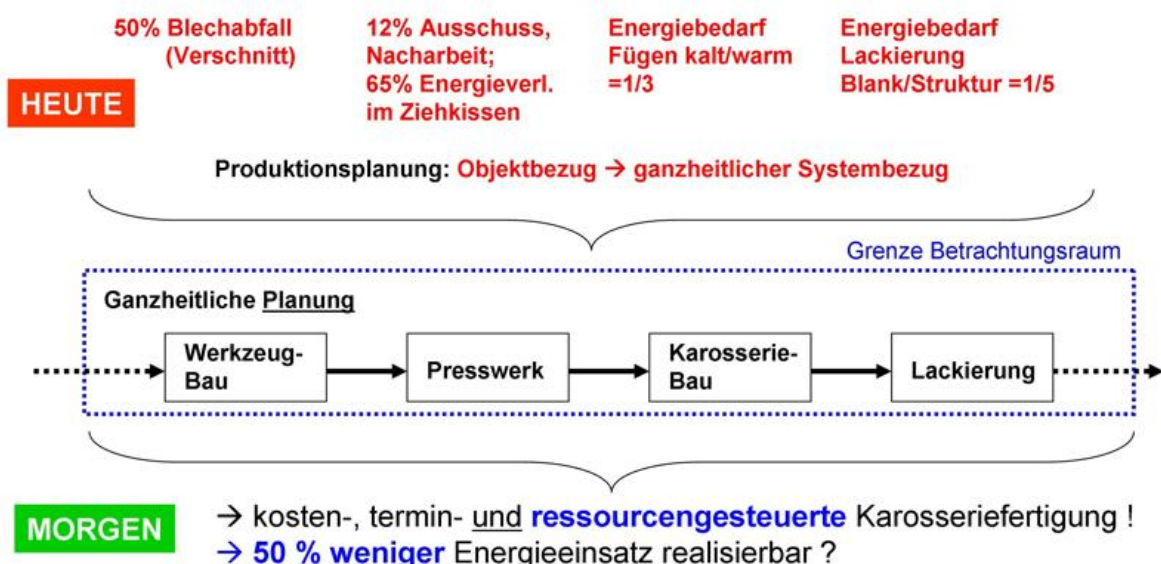 50% Blechabfall
(Verschnitt)
12% Ausschuss,
Nacharbeit;
65% Energieverl.
im Ziehkissen
Energiebedarf
Fügen kalt/warm
=1/3
Energiebedarf
Lackierung
Blank/Struktur =1/5
HEUTE
Produktionsplanung: Objektbezug → ganzheitlicher Systembezug
Grenze Betrachtungsraum
Ganzheitliche Planung
Werkzeug-
Bau
Presswerk
Karosserie-
Bau
Lackierung
MORGEN
→ kosten-, termin- und ressourcengesteuerte Karosseriefertigung !
→ 50 % weniger Energieeinsatz realisierbar ?